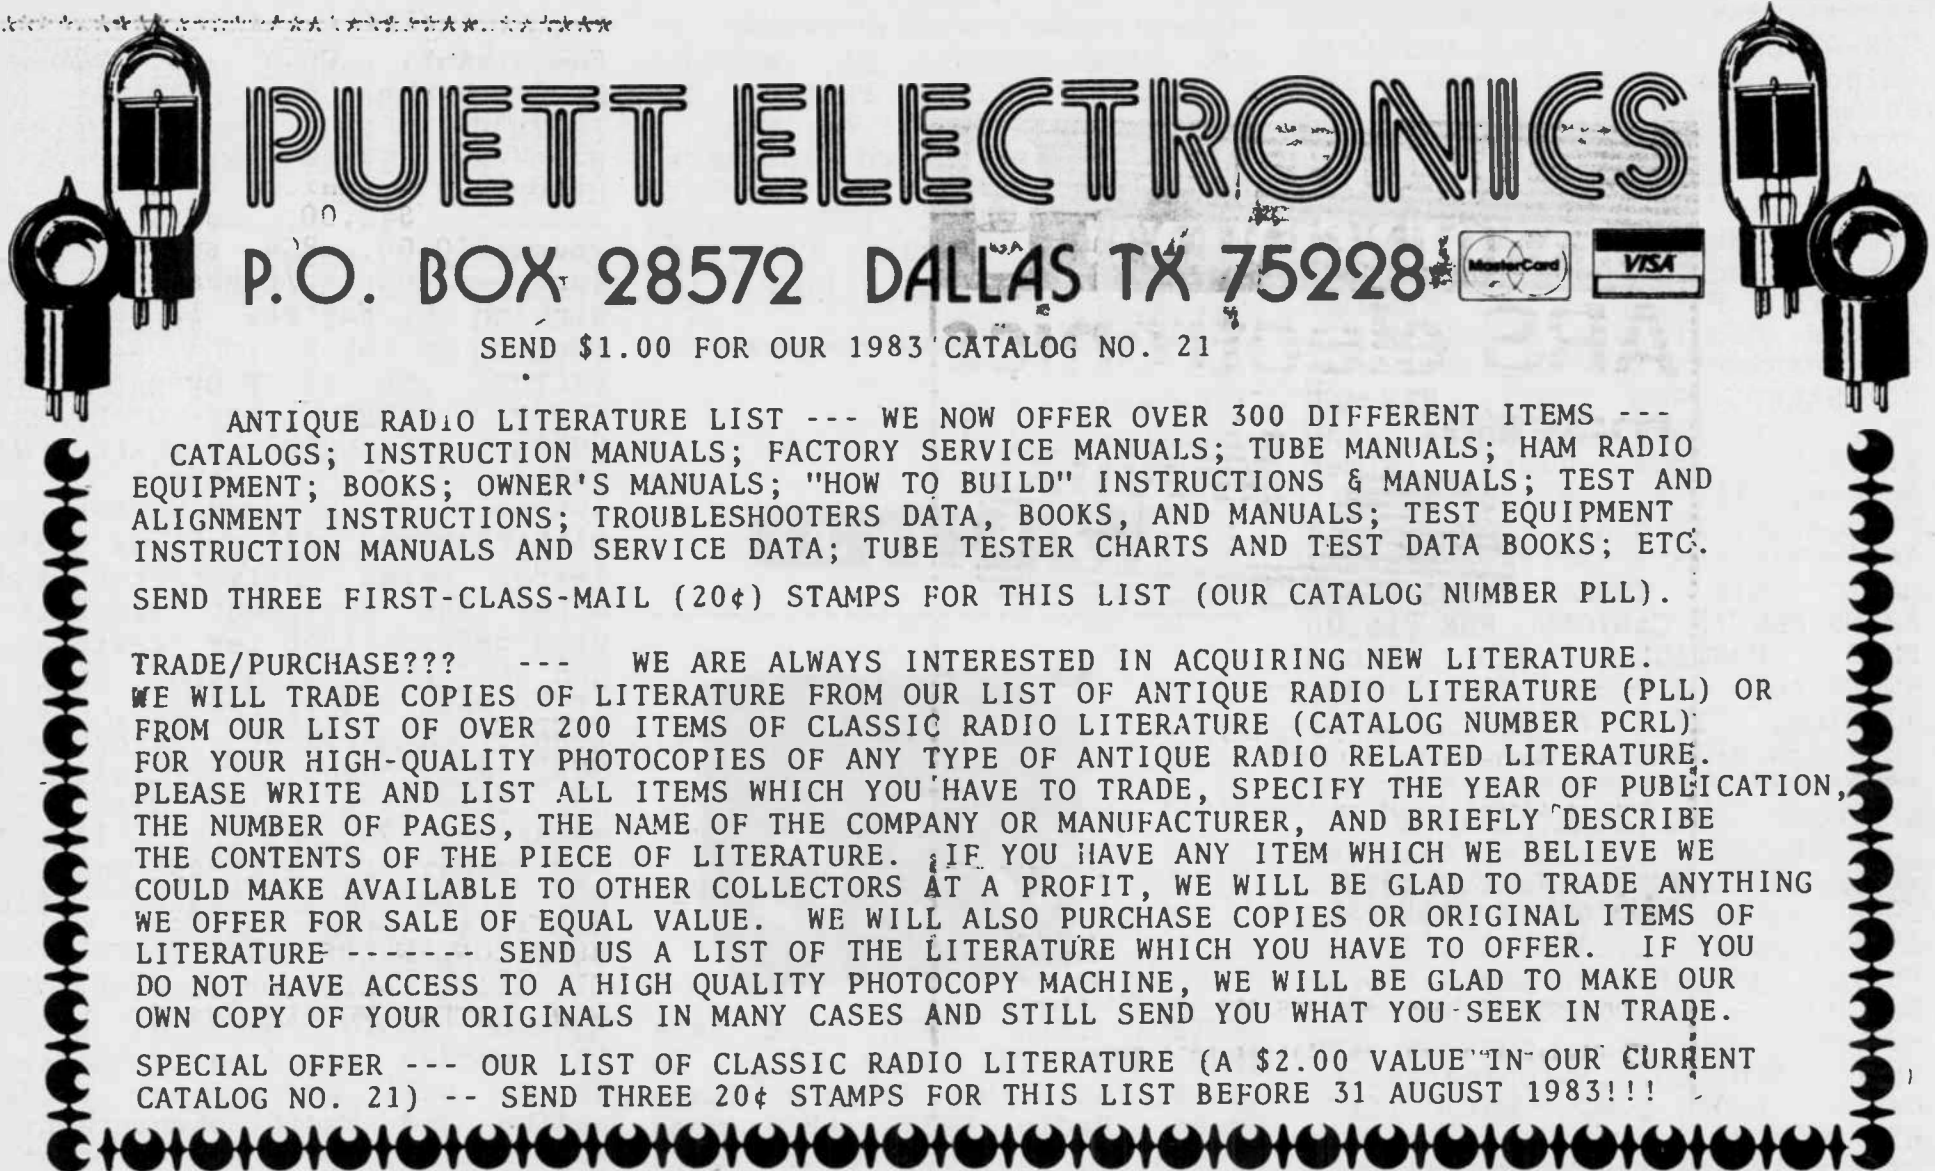 PUETT ELECTRONICS
P.O. BOX 28572 DALLAS TX 75228
MasterCard
VISA
SEND $1.00 FOR OUR 1983 CATALOG NO. 21
ANTIQUE RADIO LITERATURE LIST --- WE NOW OFFER OVER 300 DIFFERENT ITEMS ---
CATALOGS; INSTRUCTION MANUALS; FACTORY SERVICE MANUALS; TUBE MANUALS; HAM RADIO
EQUIPMENT; BOOKS; OWNER'S MANUALS; "HOW TO BUILD" INSTRUCTIONS & MANUALS; TEST AND
ALIGNMENT INSTRUCTIONS; TROUBLESHOOTERS DATA, BOOKS, AND MANUALS; TEST EQUIPMENT
INSTRUCTION MANUALS AND SERVICE DATA; TUBE TESTER CHARTS AND TEST DATA BOOKS; ETC.
SEND THREE FIRST-CLASS-MAIL (20¢) STAMPS FOR THIS LIST (OUR CATALOG NUMBER PLL).
TRADE/PURCHASE??? --- WE ARE ALWAYS INTERESTED IN ACQUIRING NEW LITERATURE.
WE WILL TRADE COPIES OF LITERATURE FROM OUR LIST OF ANTIQUE RADIO LITERATURE (PLL) OR
FROM OUR LIST OF OVER 200 ITEMS OF CLASSIC RADIO LITERATURE (CATALOG NUMBER PCRL)
FOR YOUR HIGH-QUALITY PHOTOCOPIES OF ANY TYPE OF ANTIQUE RADIO RELATED LITERATURE.
PLEASE WRITE AND LIST ALL ITEMS WHICH YOU HAVE TO TRADE, SPECIFY THE YEAR OF PUBLICATION,
THE NUMBER OF PAGES, THE NAME OF THE COMPANY OR MANUFACTURER, AND BRIEFLY DESCRIBE
THE CONTENTS OF THE PIECE OF LITERATURE. IF YOU HAVE ANY ITEM WHICH WE BELIEVE WE
COULD MAKE AVAILABLE TO OTHER COLLECTORS AT A PROFIT, WE WILL BE GLAD TO TRADE ANYTHING
WE OFFER FOR SALE OF EQUAL VALUE. WE WILL ALSO PURCHASE COPIES OR ORIGINAL ITEMS OF
LITERATURE ------- SEND US A LIST OF THE LITERATURE WHICH YOU HAVE TO OFFER. IF YOU
DO NOT HAVE ACCESS TO A HIGH QUALITY PHOTOCOPY MACHINE, WE WILL BE GLAD TO MAKE OUR
OWN COPY OF YOUR ORIGINALS IN MANY CASES AND STILL SEND YOU WHAT YOU SEEK IN TRADE.
SPECIAL OFFER --- OUR LIST OF CLASSIC RADIO LITERATURE (A $2.00 VALUE IN OUR CURRENT
CATALOG NO. 21) -- SEND THREE 20¢ STAMPS FOR THIS LIST BEFORE 31 AUGUST 1983!!!